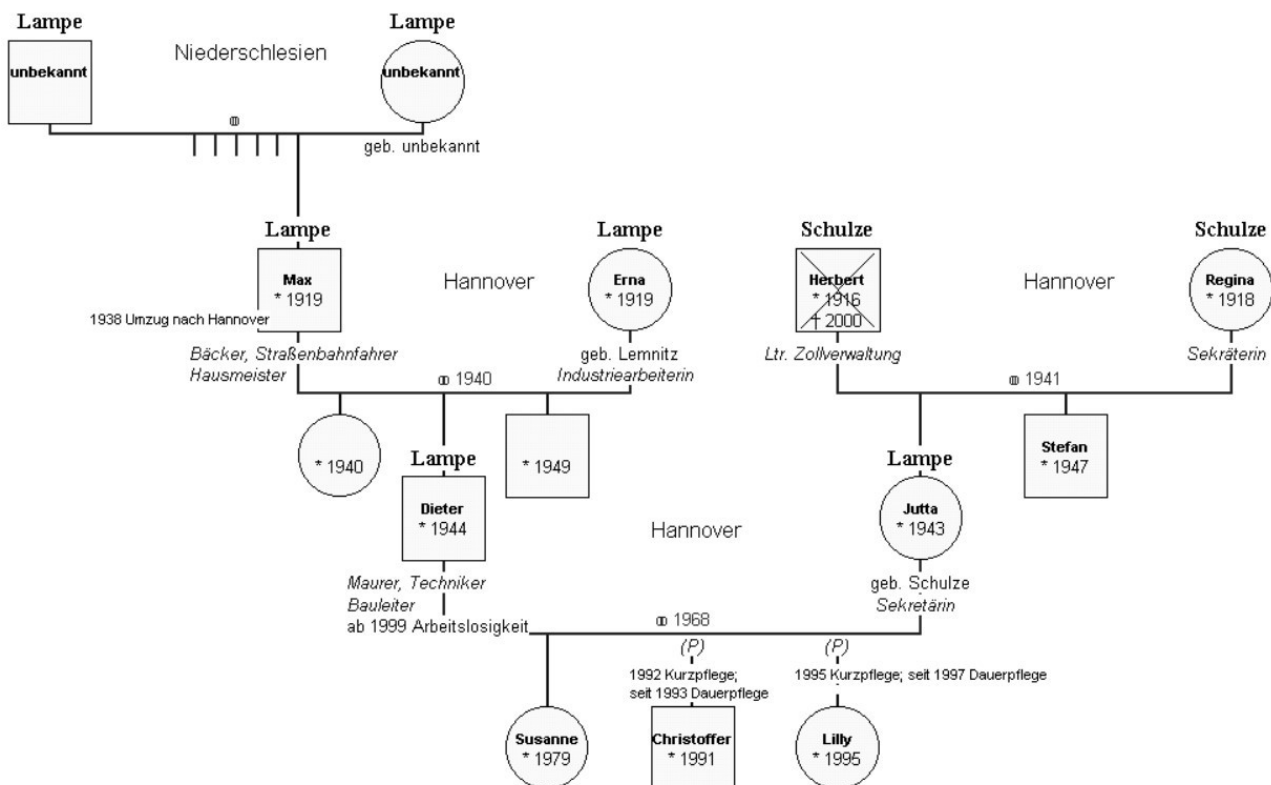 Lampe
Lampe
unbekannt
Niederschlesien
unbekannt
⚭
geb. unbekannt
Lampe
Lampe
Schulze
Schulze
Max
* 1919
Hannover
Erna
* 1919
Herbert
* 1916
† 2000
Hannover
Regina
* 1918
1938 Umzug nach Hannover
Bäcker, Straßenbahnfahrer
Hausmeister
geb. Lemnitz
Industriearbeiterin
Ltr. Zollverwaltung
Sekräterin
⚭ 1940
⚭ 1941
* 1940
Lampe
* 1949
Lampe
Stefan
* 1947
Dieter
* 1944
Hannover
Jutta
* 1943
Maurer, Techniker
Bauleiter
ab 1999 Arbeitslosigkeit
geb. Schulze
Sekretärin
⚭ 1968
(P)
(P)
1992 Kurzpflege;
seit 1993 Dauerpflege
1995 Kurzpflege; seit 1997 Dauerpflege
Susanne
* 1979
Christoffer
* 1991
Lilly
* 1995